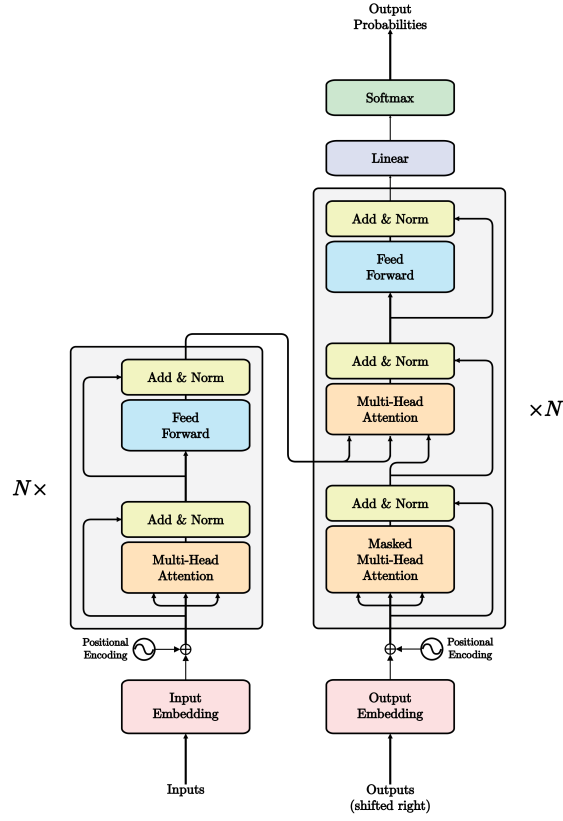 Output
Probabilities
Softmax
Linear
Add & Norm
Feed
Forward
Add & Norm
Multi-Head
Attention
× N
Add & Norm
Masked
Multi-Head
Attention
Positional
Encoding
Output
Embedding
Outputs
(shifted right)
Add & Norm
Feed
Forward
N ×
Add & Norm
Multi-Head
Attention
Positional
Encoding
Input
Embedding
Inputs